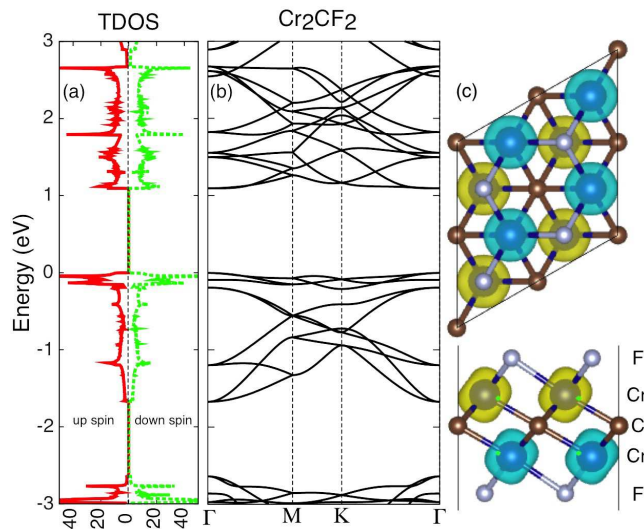 TDOS
Cr2CF2
3
2
1
0
-1
-2
-3
Energy (eV)
(a)
(b)
(c)
up spin
down spin
40
20
0
20
40
Γ
M
K
Γ
F
Cr
C
Cr
F